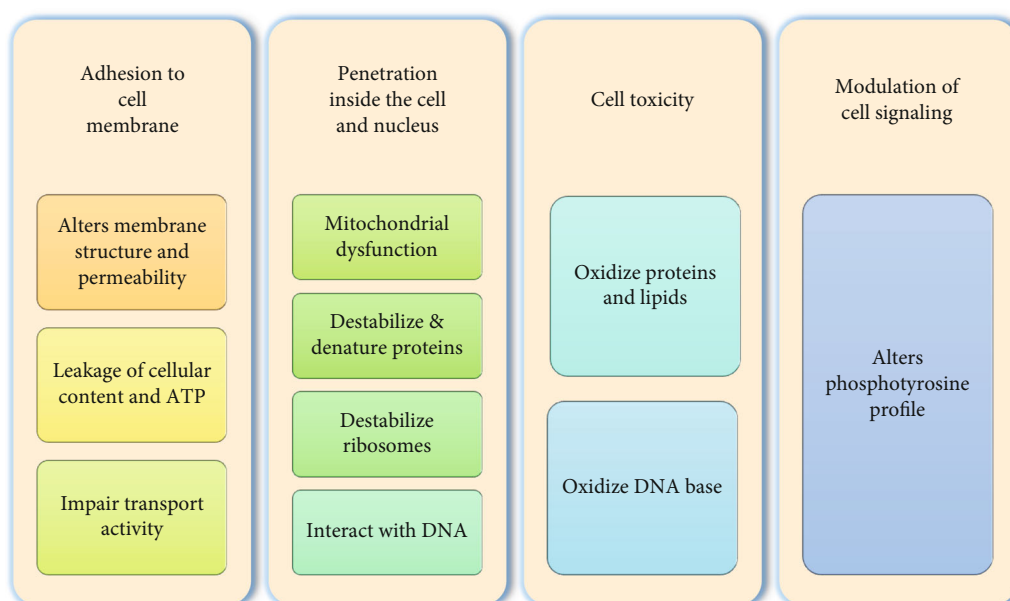 Adhesion to
cell
membrane
Alters membrane
structure and
permeability
Leakage of cellular
content and ATP
Impair transport
activity
Penetration
inside the cell
and nucleus
Mitochondrial
dysfunction
Destabilize &
denature proteins
Destabilize
ribosomes
Interact with DNA
Cell toxicity
Oxidize proteins
and lipids
Oxidize DNA base
Modulation of
cell signaling
Alters
phosphotyrosine
profile